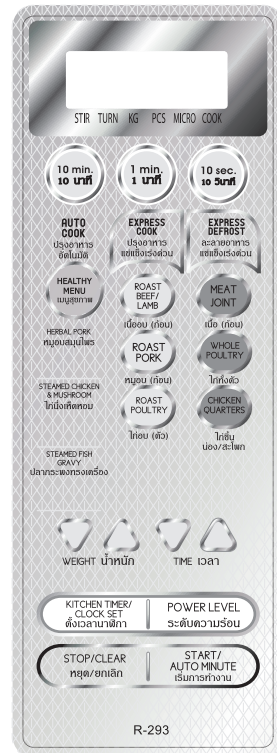 STIR TURN KG PCS MICRO COOK
10 min.
10 นาที
1 min.
1 นาที
10 sec.
10 วินาที
AUTO
COOK
ปรุงอาหาร
อัตโนมัติ
EXPRESS
COOK
ปรุงอาหาร
แช่แข็งเร่งด่วน
EXPRESS
DEFROST
ละลายอาหาร
แช่แข็งเร่งด่วน
HEALTHY
MENU
เมนูสุขภาพ
HERBAL PORK
หมูอบสมุนไพร
STEAMED CHICKEN
& MUSHROOM
ไก่นึ่งเห็ดหอม
STEAMED FISH
GRAVY
ปลากระพงทรงเครื่อง
ROAST
BEEF/
LAMB
เนื้ออบ (ก้อน)
ROAST
PORK
หมูอบ (ก้อน)
ROAST
POULTRY
ไก่อบ (ตัว)
MEAT
JOINT
เนื้อ (ก้อน)
WHOLE
POULTRY
ไก่ทั้งตัว
CHICKEN
QUARTERS
ไก่ชิ้น
น่อง/สะโพก
WEIGHT น้ำหนัก
TIME เวลา
KITCHEN TIMER/
CLOCK SET
ตั้งเวลานาฬิกา
POWER LEVEL
ระดับความร้อน
STOP/CLEAR
หยุด/ยกเลิก
START/
AUTO MINUTE
เริ่มการทำงาน
R-293